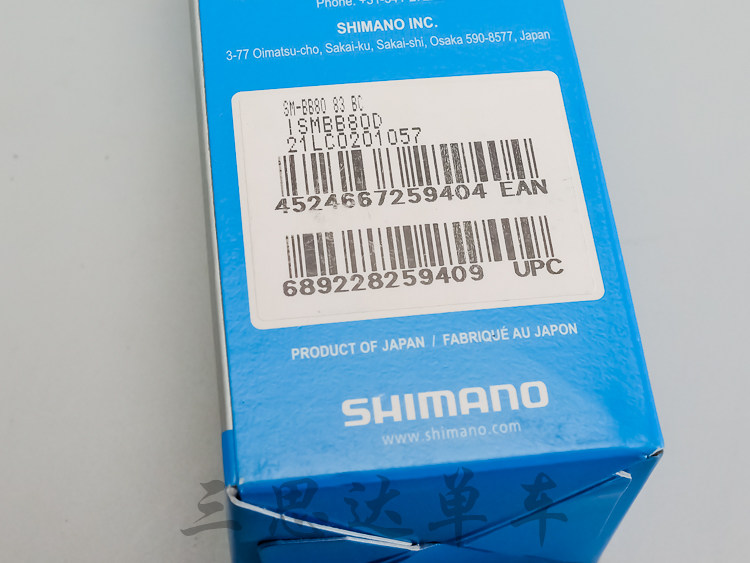 SHIMANO INC.
3-77 Oimatsu-cho, Sakai-ku, Sakai-shi, Osaka 590-8577, Japan
SM-BB80 83 BC
ISMBB80D
21LC0201057
4524667259404 EAN
689228259409 UPC
PRODUCT OF JAPAN / FABRIQUÉ AU JAPON
SHIMANO
www.shimano.com
三思达单车